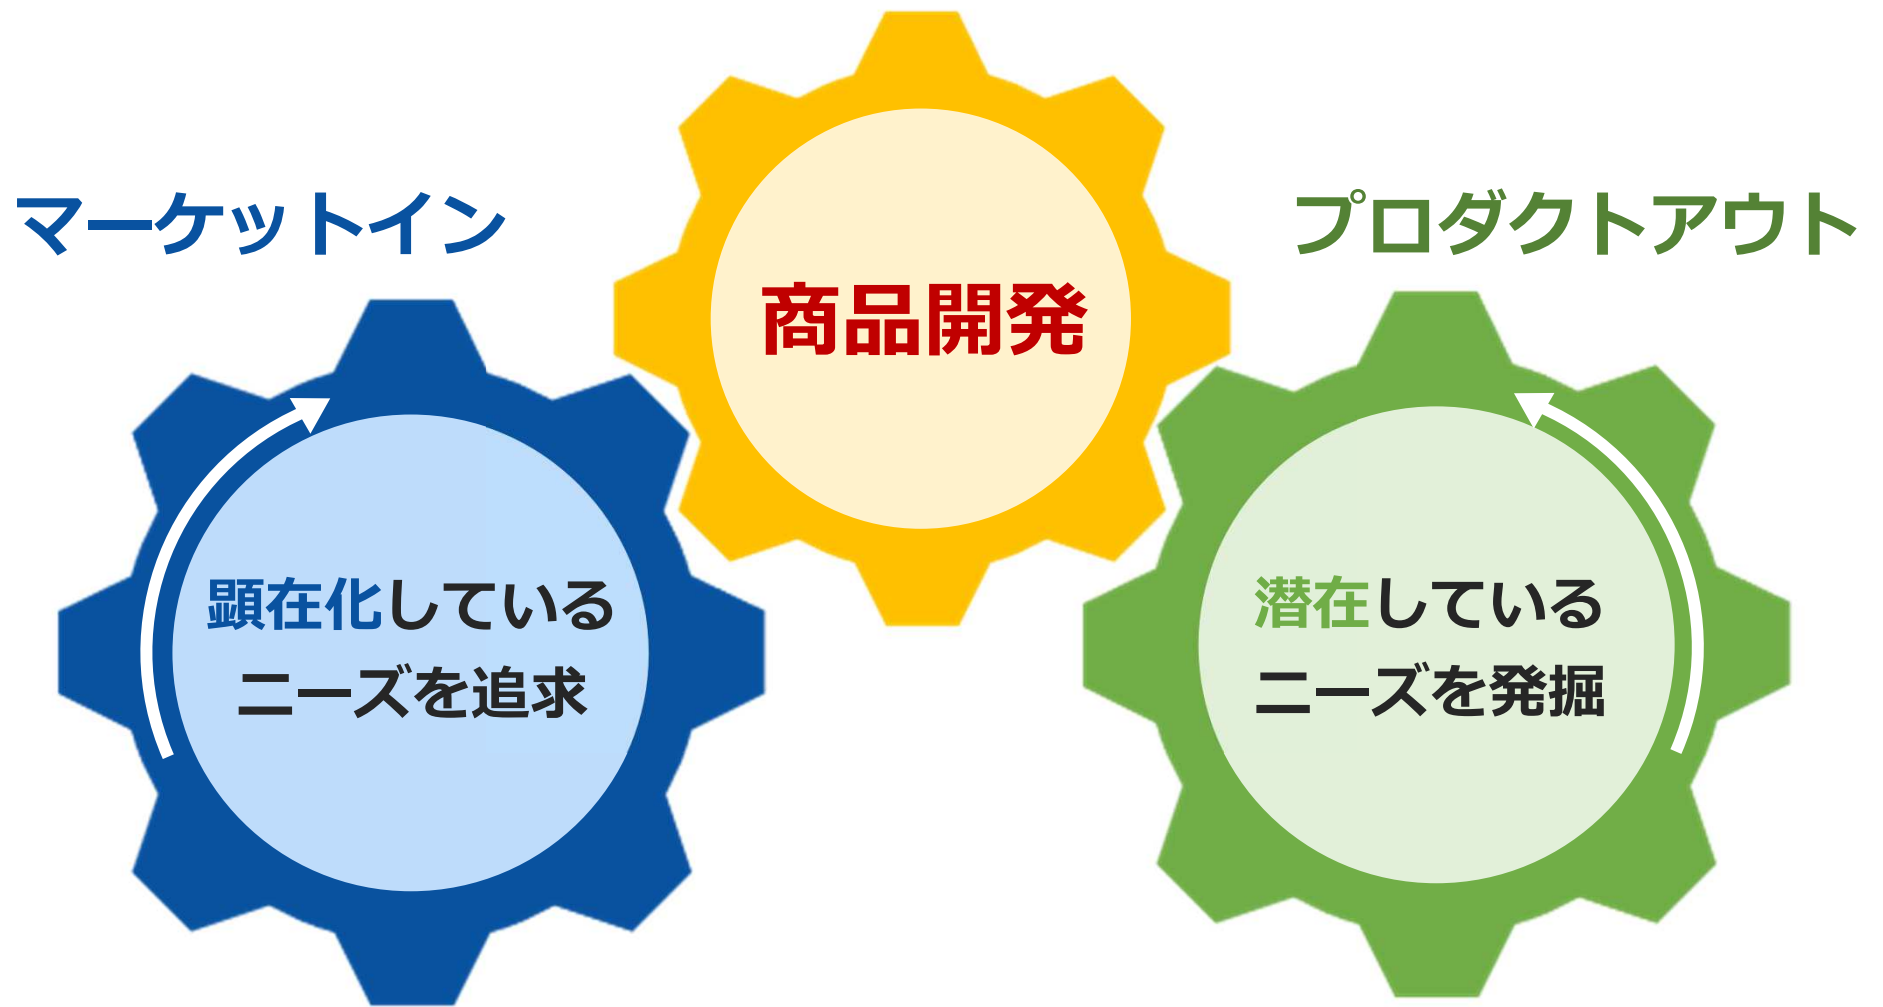 マーケットイン
商品開発
プロダクトアウト
顕在化している
ニーズを追求
潜在している
ニーズを発掘